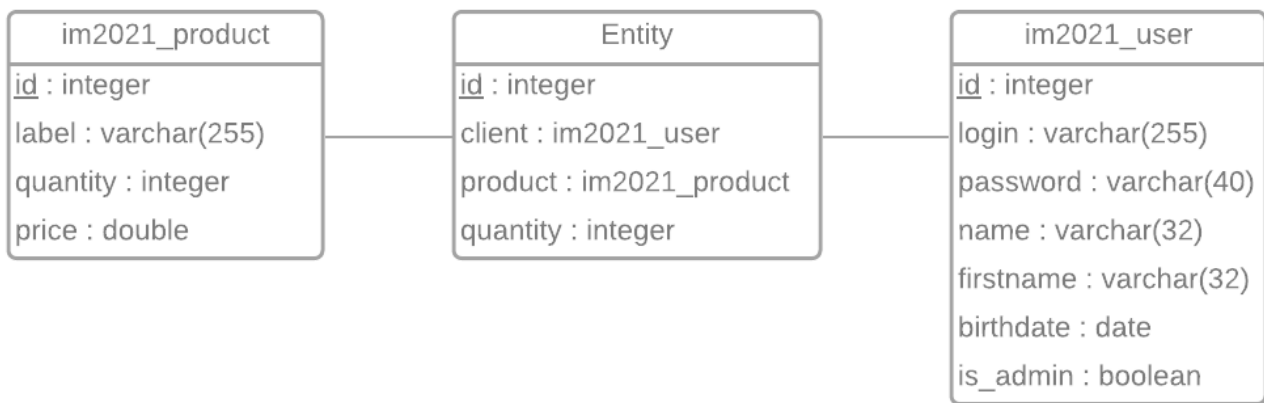 im2021_product
id : integer
label : varchar(255)
quantity : integer
price : double
Entity
id : integer
client : im2021_user
product : im2021_product
quantity : integer
im2021_user
id : integer
login : varchar(255)
password : varchar(40)
name : varchar(32)
firstname : varchar(32)
birthdate : date
is_admin : boolean